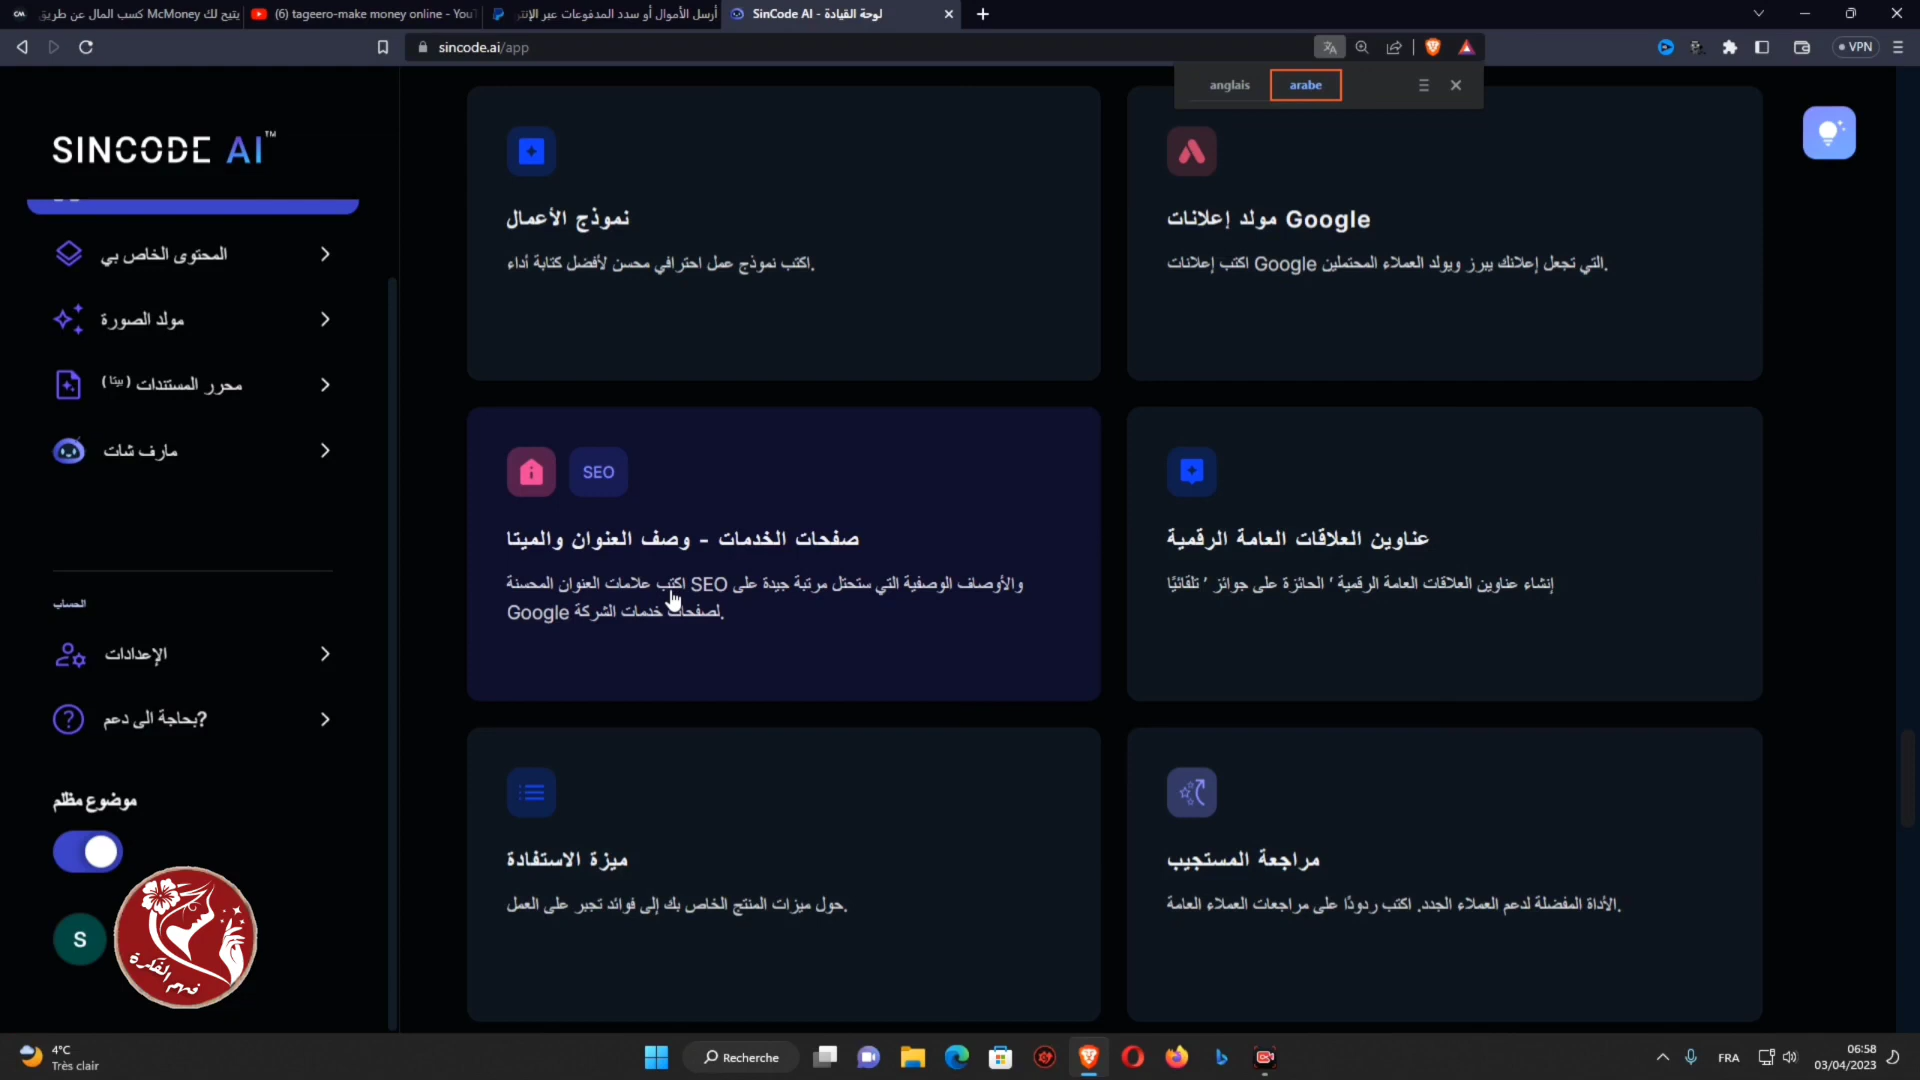 يتيح لك McMoney كسب المال عن طريق
(6) tageero-make money online - You
أرسل الأموال أو سدد المدفوعات عبر الإنتر
SinCode AI - لوحة القيادة
sincode.ai/app
VPN
anglais
arabe
SINCODE AI™
المحتوى الخاص بي
مولد الصورة
محرر المستندات (بيتا)
مارف شات
الحساب
الإعدادات
بحاجة الى دعم?
موضوع مظلم
S
فهم الفكرة
نموذج الأعمال
اكتب نموذج عمل احترافي محسن لأفضل كتابة أداء.
مولد إعلانات Google
اكتب إعلانات Google التي تجعل إعلانك يبرز ويولد العملاء المحتملين.
SEO
صفحات الخدمات - وصف العنوان والميتا
اكتب علامات العنوان المحسنة SEO والأوصاف الوصفية التي ستحتل مرتبة جيدة على
Google لصفحات خدمات الشركة.
عناوين العلاقات العامة الرقمية
إنشاء عناوين العلاقات العامة الرقمية ' الحائزة على جوائز ' تلقائيًا
ميزة الاستفادة
حول ميزات المنتج الخاص بك إلى فوائد تجبر على العمل.
مراجعة المستجيب
الأداة المفضلة لدعم العملاء الجدد. اكتب ردودًا على مراجعات العملاء العامة.
4°C
Très clair
Recherche
FRA
06:58
03/04/2023